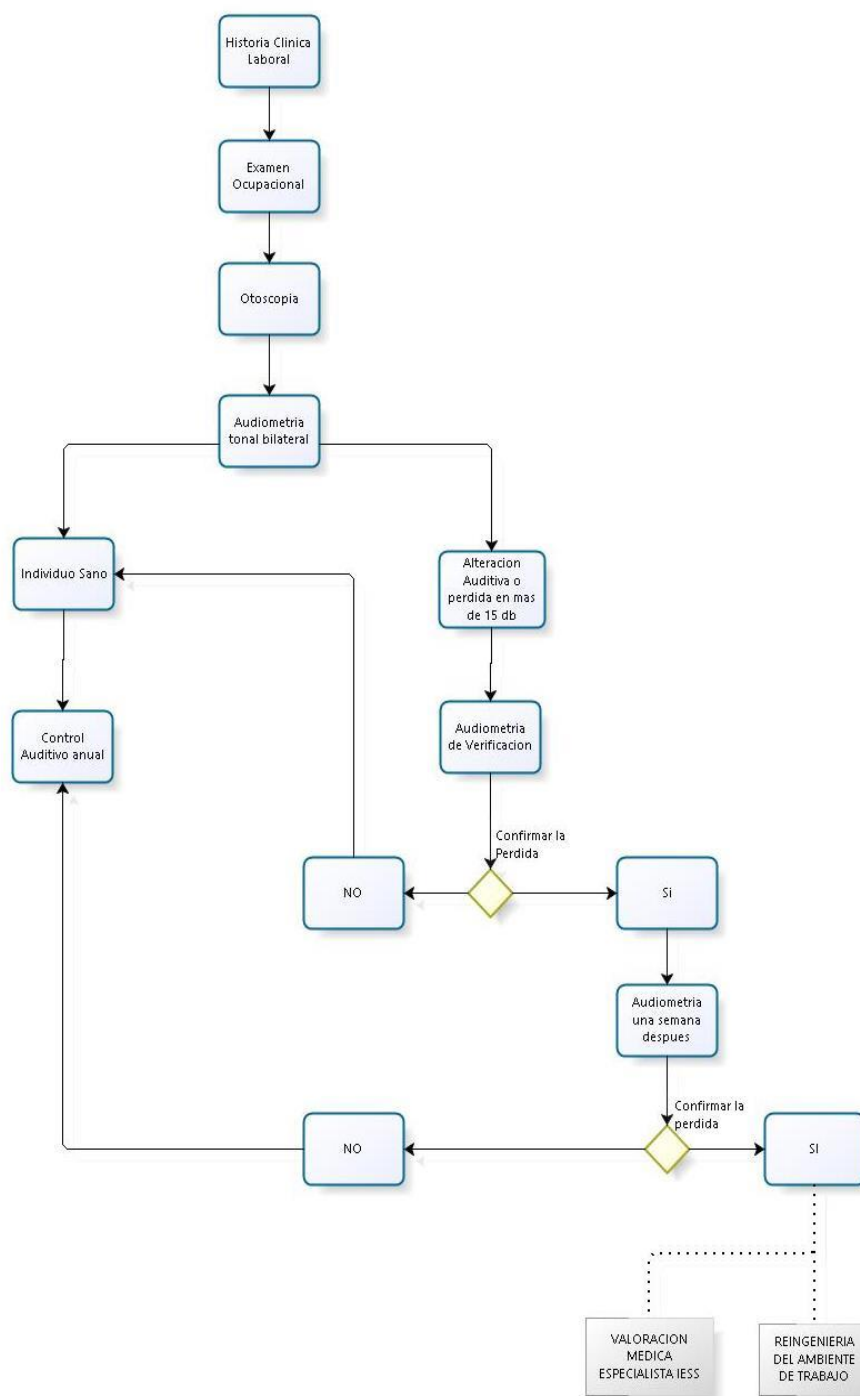 Historia Clinica
Laboral
Examen
Ocupacional
Otoscopia
Audiometria
tonal bilateral
Individuo Sano
Alteracion
Auditiva o
perdida en mas
de 15 db
Control
Auditivo anual
Audiometria
de Verificacion
Confirmar la
Perdida
NO
Si
Audiometria
una semana
despues
Confirmar la
perdida
NO
SI
VALORACION
MEDICA
ESPECIALISTA IESS
REINGENIERIA
DEL AMBIENTE
DE TRABAJO